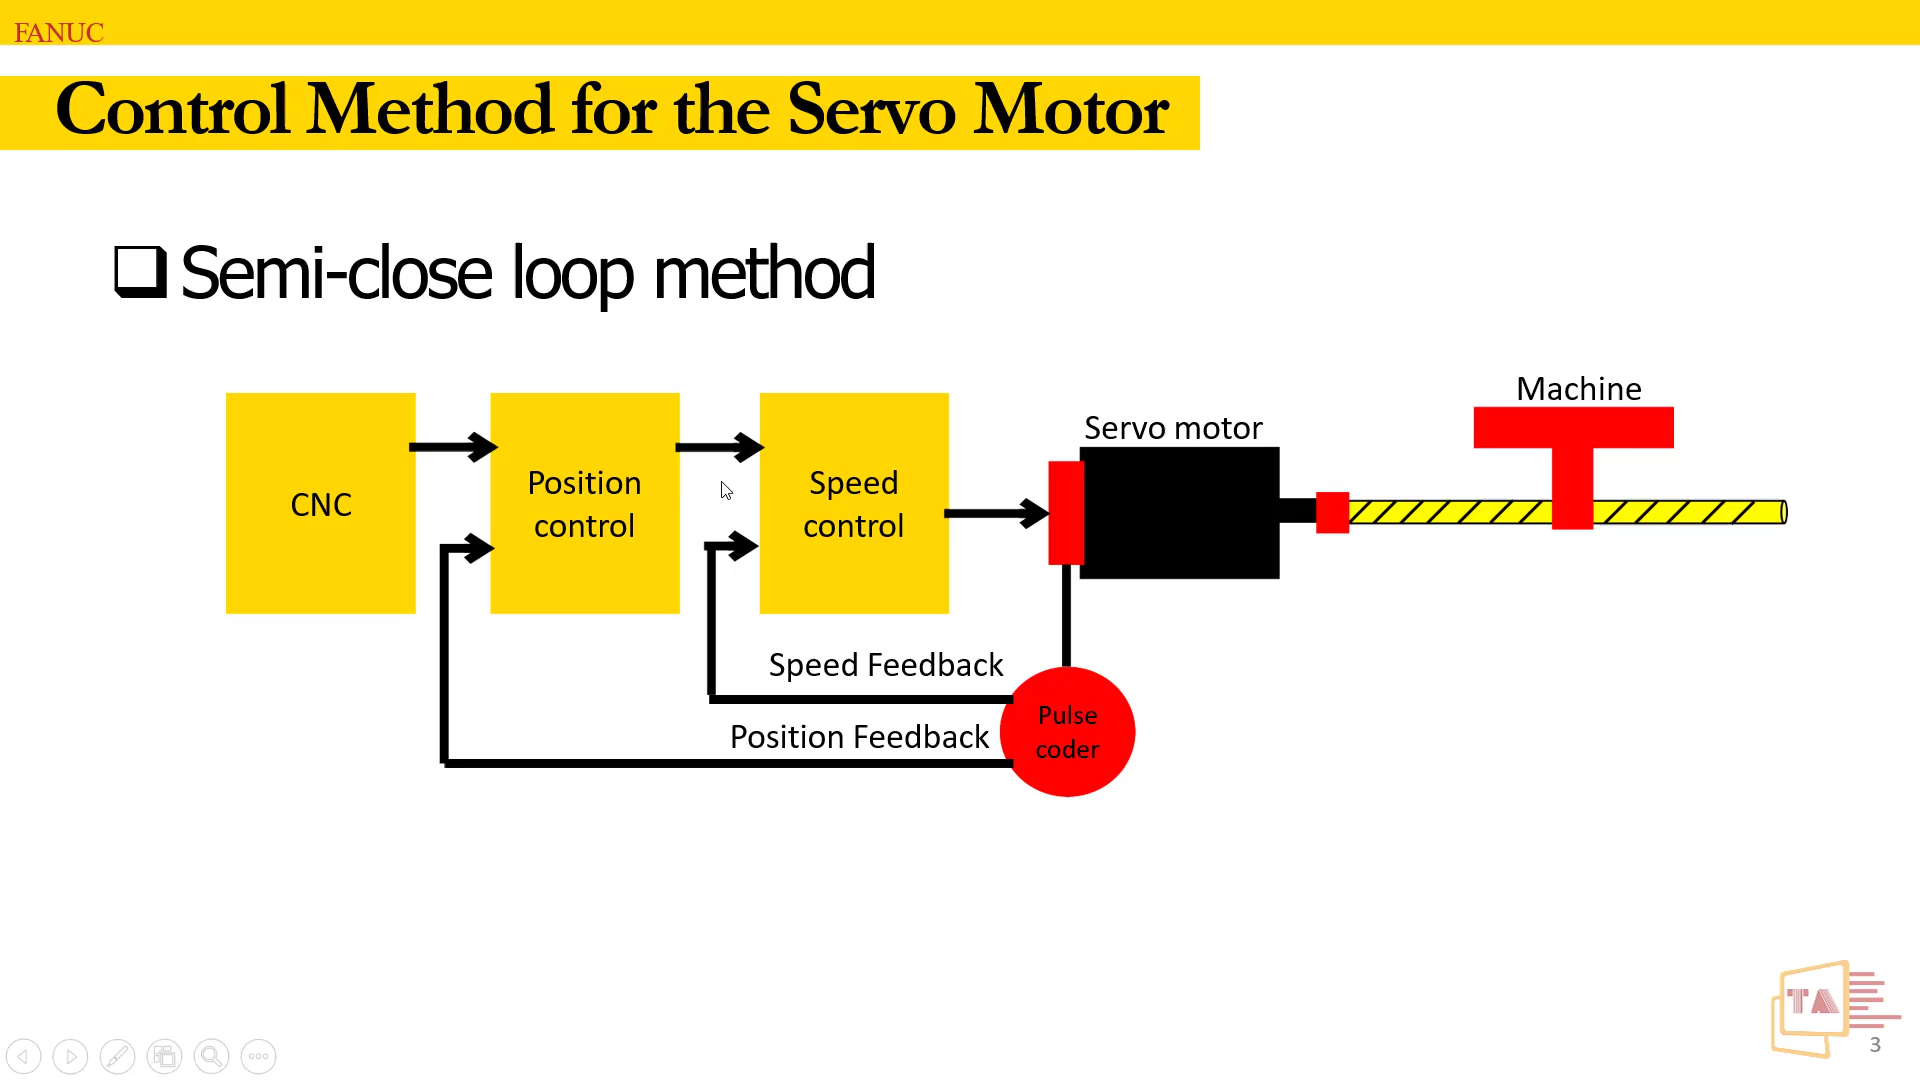 FANUC
Control Method for the Servo Motor
Semi-close loop method
Machine
Servo motor
CNC
Position
control
Speed
control
Speed Feedback
Position Feedback
Pulse
coder
TA
3